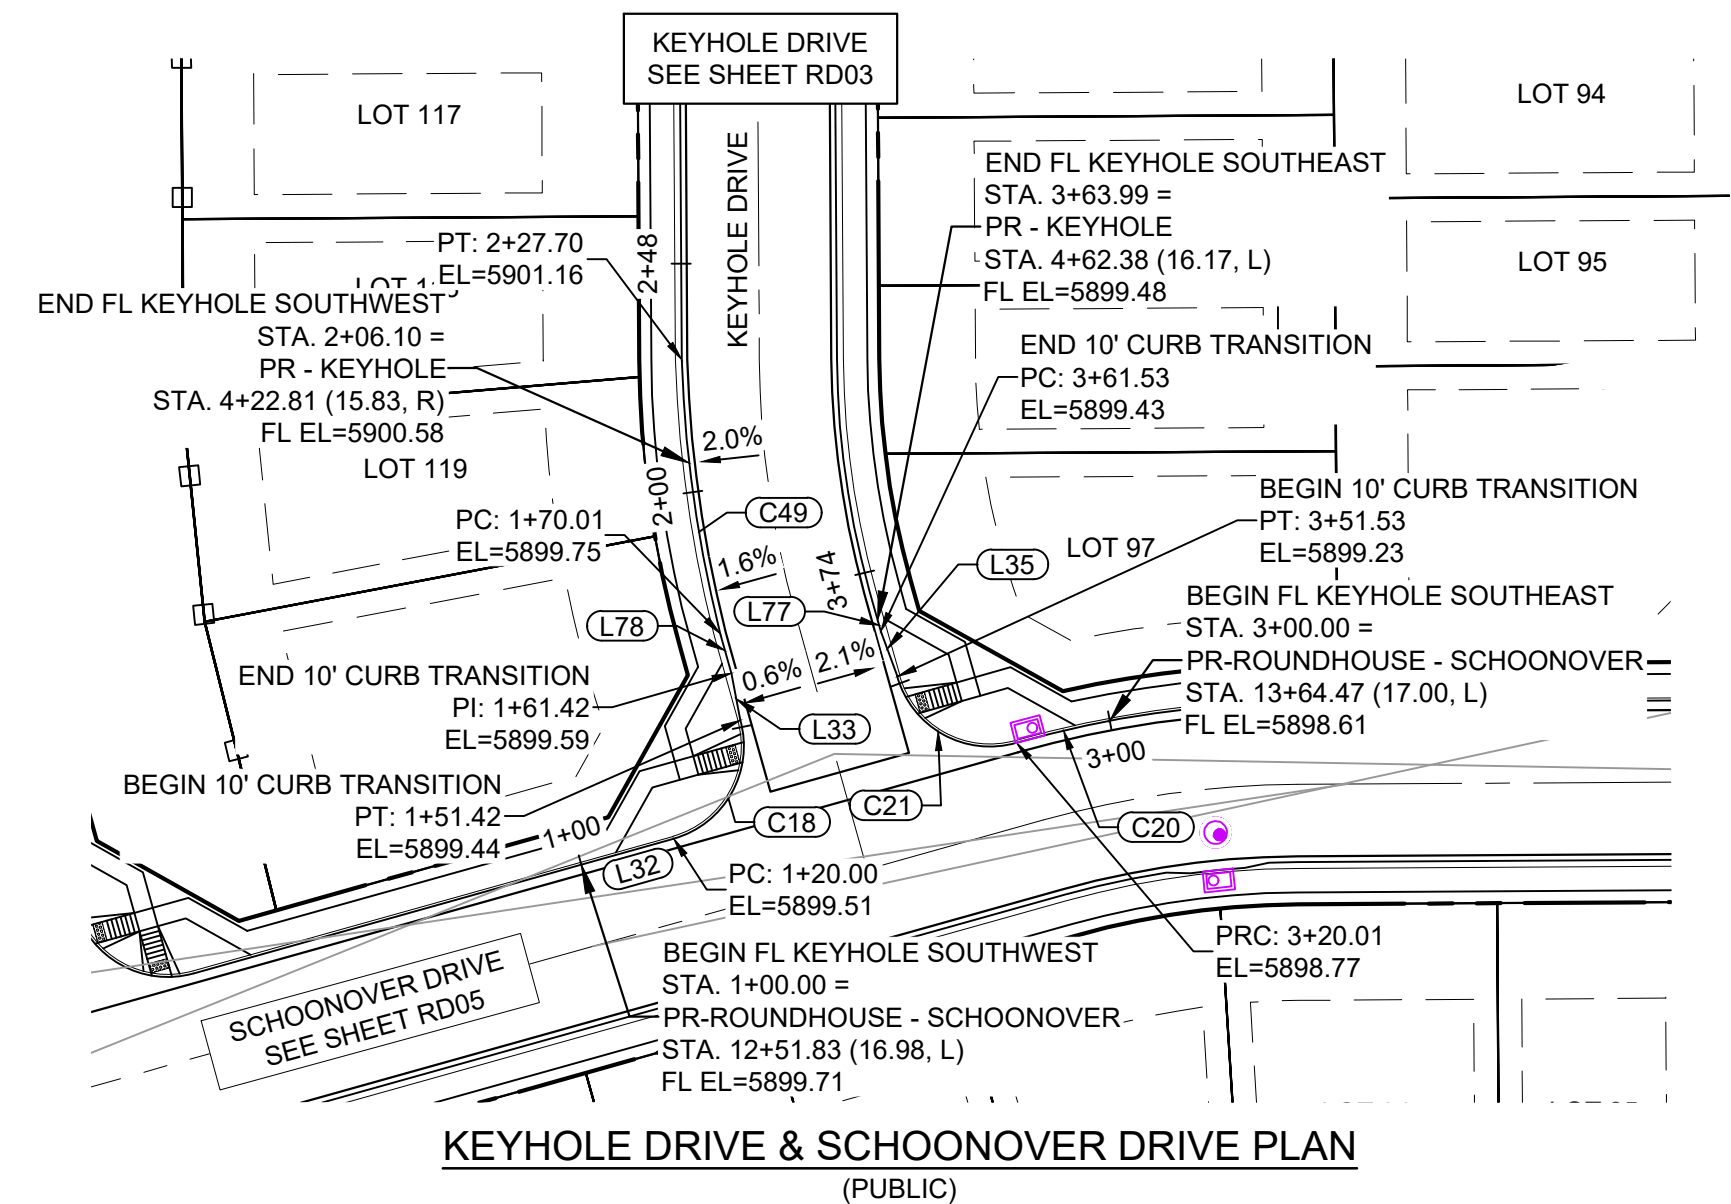 KEYHOLE DRIVE
SEE SHEET RD03
LOT 117
LOT 94
KEYHOLE DRIVE
END FL KEYHOLE SOUTHEAST
STA. 3+63.99 =
PR - KEYHOLE
STA. 4+62.38 (16.17, L)
FL EL=5899.48
LOT 95
2+48
PT: 2+27.70
EL=5901.16
LOT
END FL KEYHOLE SOUTHWEST
STA. 2+06.10 =
PR - KEYHOLE
STA. 4+22.81 (15.83, R)
FL EL=5900.58
LOT 119
END 10' CURB TRANSITION
PC: 3+61.53
EL=5899.43
2.0%
2+00
C49
PC: 1+70.01
EL=5899.75
1.6%
BEGIN 10' CURB TRANSITION
PT: 3+51.53
EL=5899.23
LOT 97
L35
3+74
L77
L78
BEGIN FL KEYHOLE SOUTHEAST
STA. 3+00.00 =
PR-ROUNDHOUSE - SCHOONOVER
STA. 13+64.47 (17.00, L)
FL EL=5898.61
0.6%
2.1%
END 10' CURB TRANSITION
PI: 1+61.42
EL=5899.59
L33
3+00
BEGIN 10' CURB TRANSITION
PT: 1+51.42
EL=5899.44
1+00
C18
C21
C20
L32
PC: 1+20.00
EL=5899.51
PRC: 3+20.01
EL=5898.77
BEGIN FL KEYHOLE SOUTHWEST
STA. 1+00.00 =
PR-ROUNDHOUSE - SCHOONOVER
STA. 12+51.83 (16.98, L)
FL EL=5899.71
SCHOONOVER DRIVE
SEE SHEET RD05
KEYHOLE DRIVE & SCHOONOVER DRIVE PLAN
(PUBLIC)